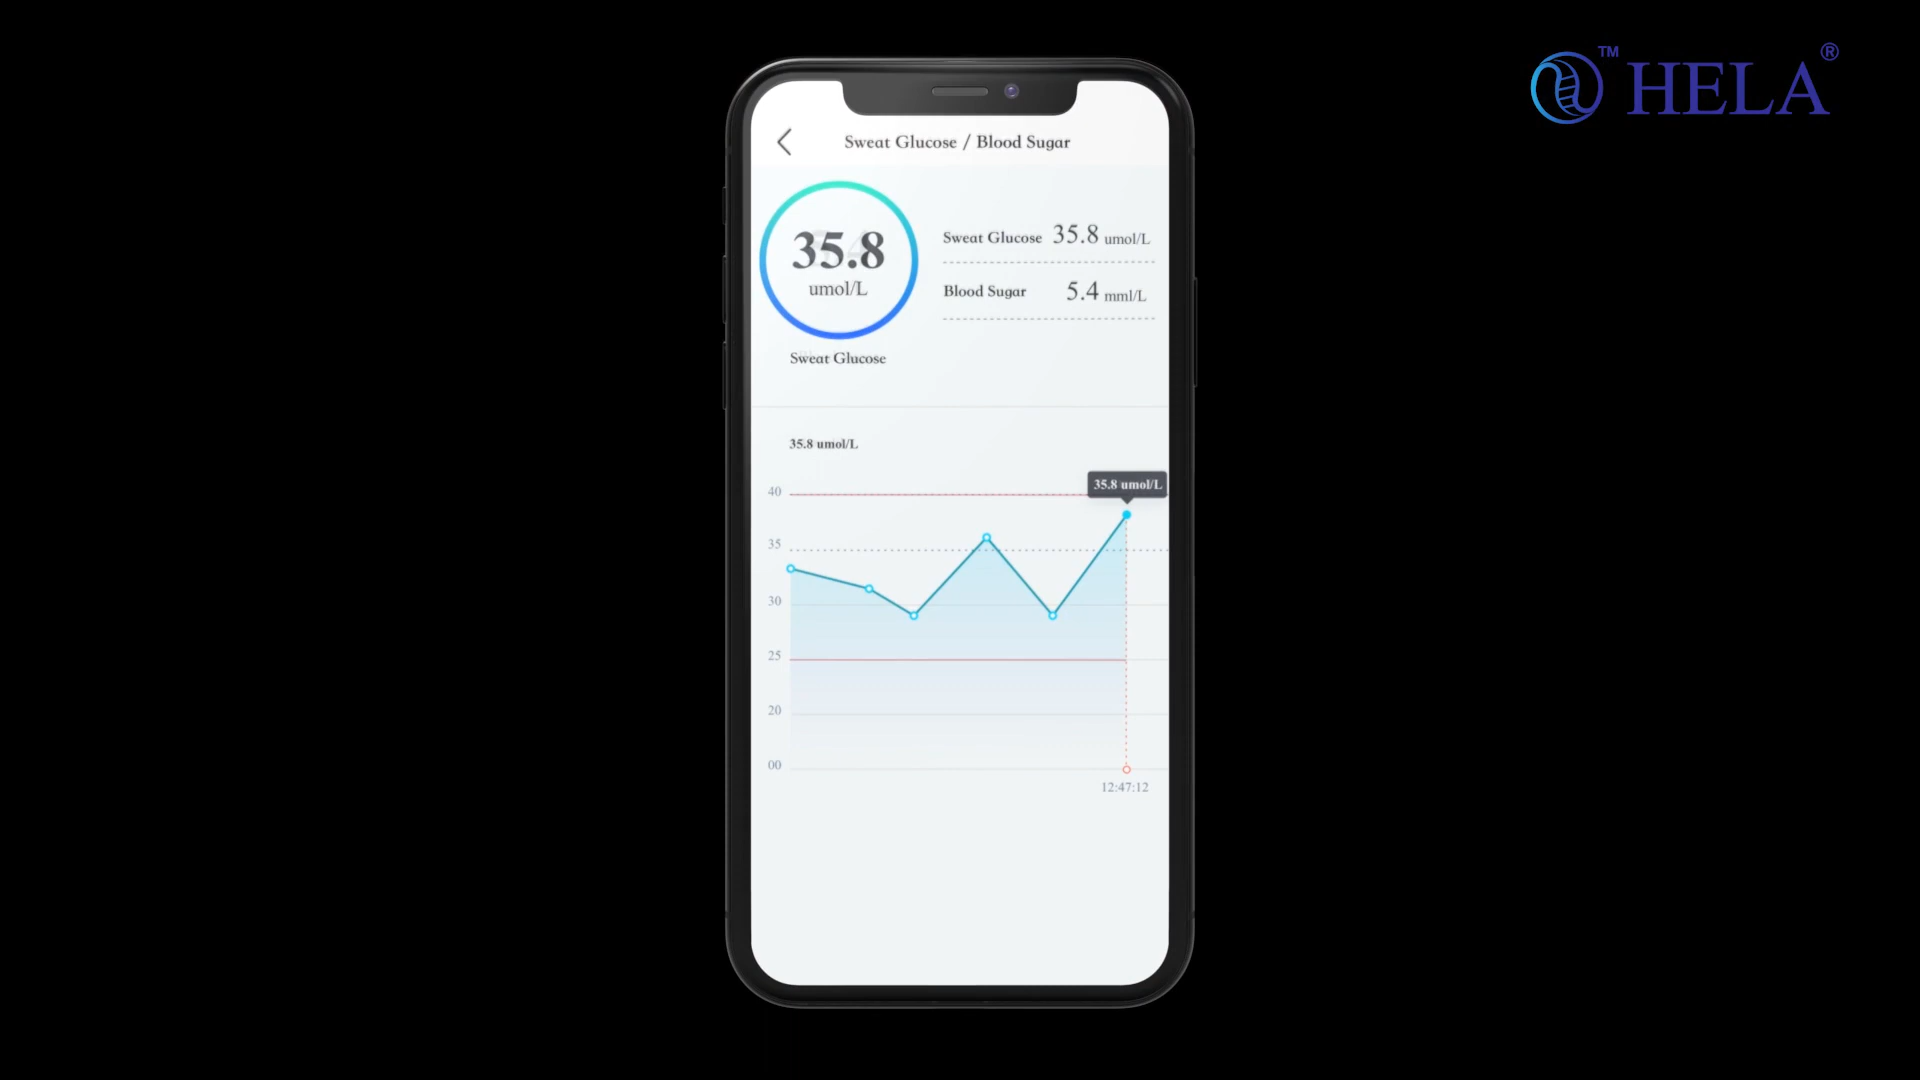 ™ HELA®
Sweat Glucose / Blood Sugar
35.8
umol/L
Sweat Glucose
Sweat Glucose 35.8 umol/L
Blood Sugar 5.4 mml/L
35.8 umol/L
35.8 umol/L
40
35
30
25
20
00
12:47:12